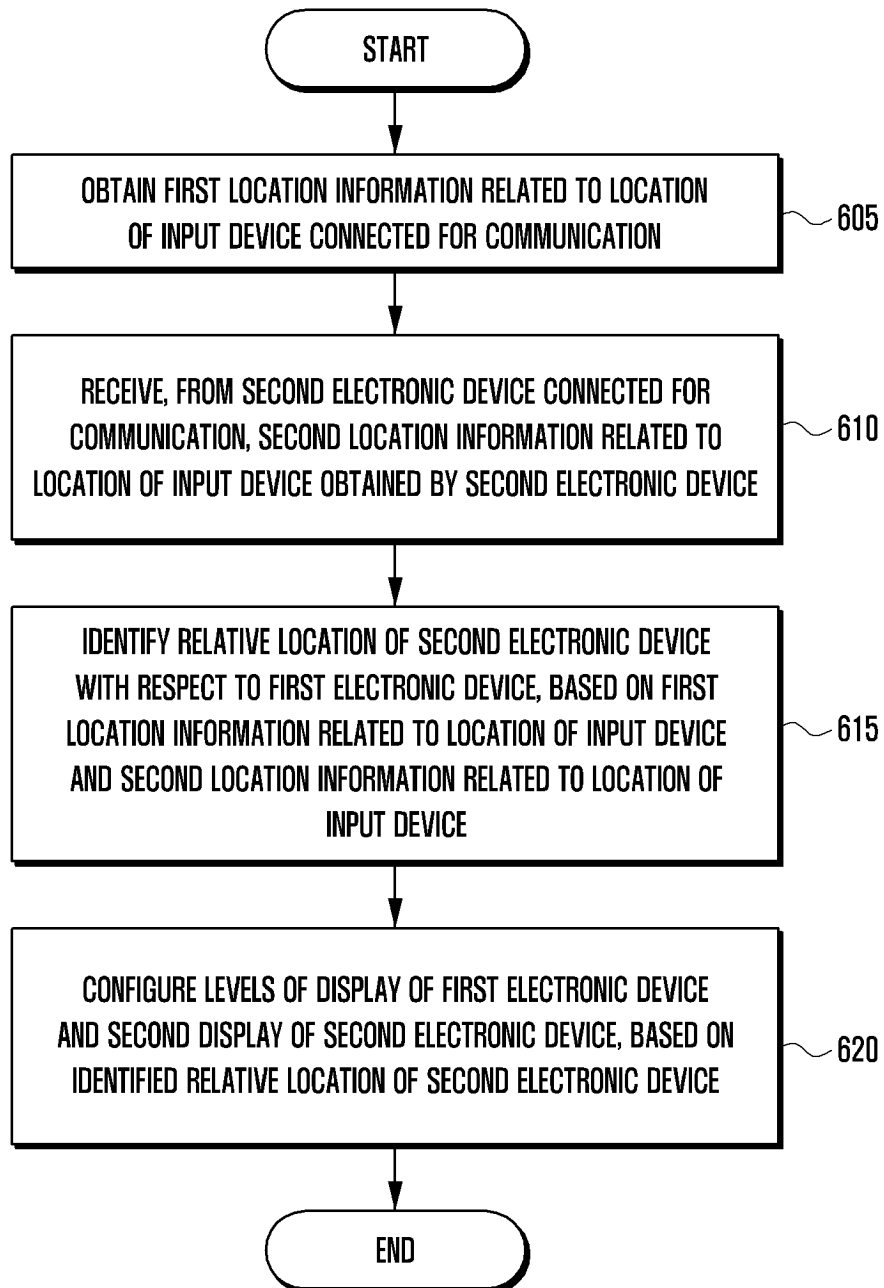 START
OBTAIN FIRST LOCATION INFORMATION RELATED TO LOCATION
OF INPUT DEVICE CONNECTED FOR COMMUNICATION
605
RECEIVE, FROM SECOND ELECTRONIC DEVICE CONNECTED FOR
COMMUNICATION, SECOND LOCATION INFORMATION RELATED TO
LOCATION OF INPUT DEVICE OBTAINED BY SECOND ELECTRONIC DEVICE
610
IDENTIFY RELATIVE LOCATION OF SECOND ELECTRONIC DEVICE
WITH RESPECT TO FIRST ELECTRONIC DEVICE, BASED ON FIRST
LOCATION INFORMATION RELATED TO LOCATION OF INPUT DEVICE
AND SECOND LOCATION INFORMATION RELATED TO LOCATION OF
INPUT DEVICE
615
CONFIGURE LEVELS OF DISPLAY OF FIRST ELECTRONIC DEVICE
AND SECOND DISPLAY OF SECOND ELECTRONIC DEVICE, BASED ON
IDENTIFIED RELATIVE LOCATION OF SECOND ELECTRONIC DEVICE
620
END